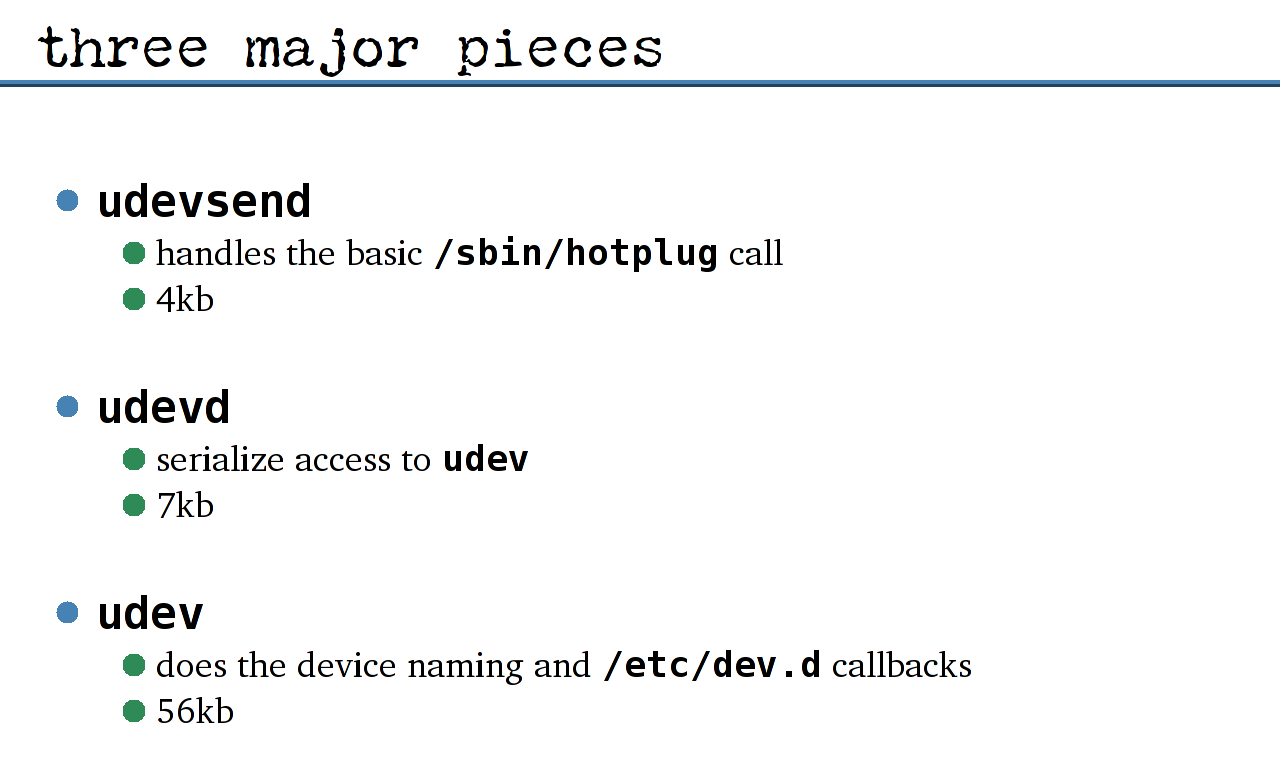 three major pieces
udevsend
handles the basic /sbin/hotplug call
4kb
udevd
serialize access to udev
7kb
udev
does the device naming and /etc/dev.d callbacks
56kb